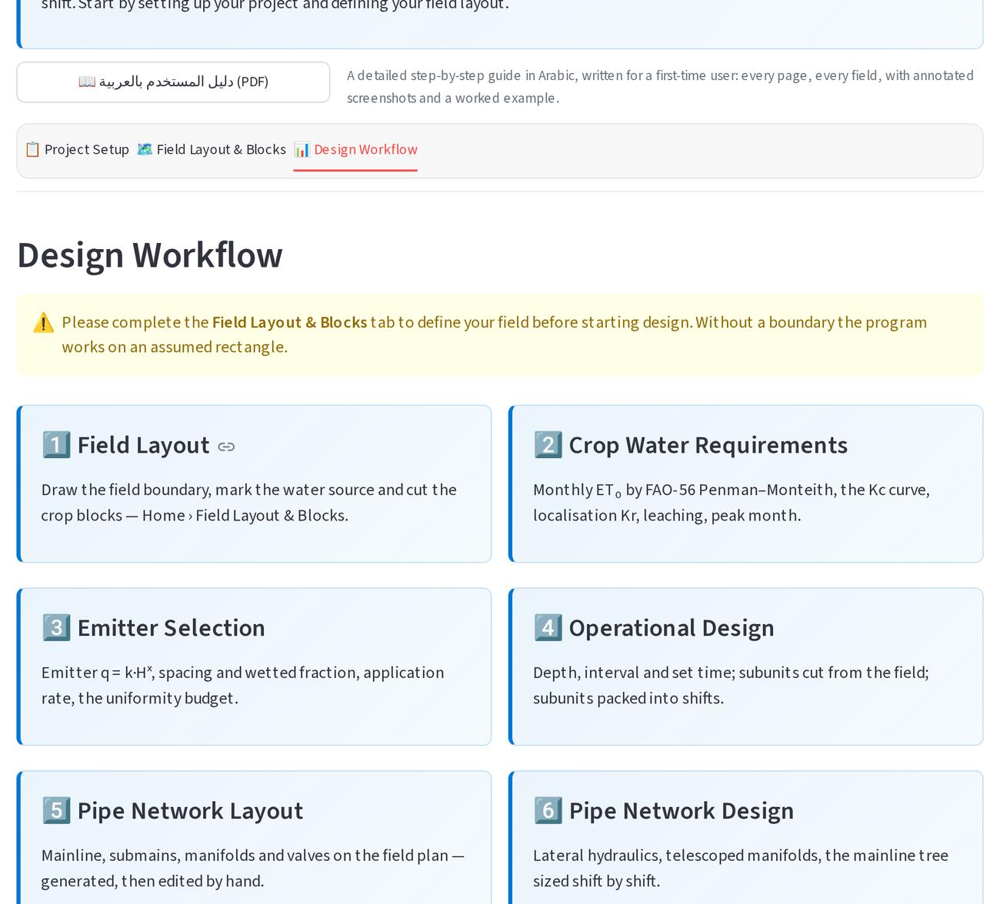 shift. Start by setting up your project and defining your field layout.
📖 دليل المستخدم بالعربية (PDF)
A detailed step-by-step guide in Arabic, written for a first-time user: every page, every field, with annotated
screenshots and a worked example.
📋 Project Setup 🗺️ Field Layout & Blocks 📊 Design Workflow
Design Workflow
⚠️ Please complete the Field Layout & Blocks tab to define your field before starting design. Without a boundary the program
works on an assumed rectangle.
1️⃣ Field Layout
Draw the field boundary, mark the water source and cut the
crop blocks — Home › Field Layout & Blocks.
2️⃣ Crop Water Requirements
Monthly ET₀ by FAO-56 Penman–Monteith, the Kc curve,
localisation Kr, leaching, peak month.
3️⃣ Emitter Selection
Emitter q = k·Hˣ, spacing and wetted fraction, application
rate, the uniformity budget.
4️⃣ Operational Design
Depth, interval and set time; subunits cut from the field;
subunits packed into shifts.
5️⃣ Pipe Network Layout
Mainline, submains, manifolds and valves on the field plan —
generated, then edited by hand.
6️⃣ Pipe Network Design
Lateral hydraulics, telescoped manifolds, the mainline tree
sized shift by shift.